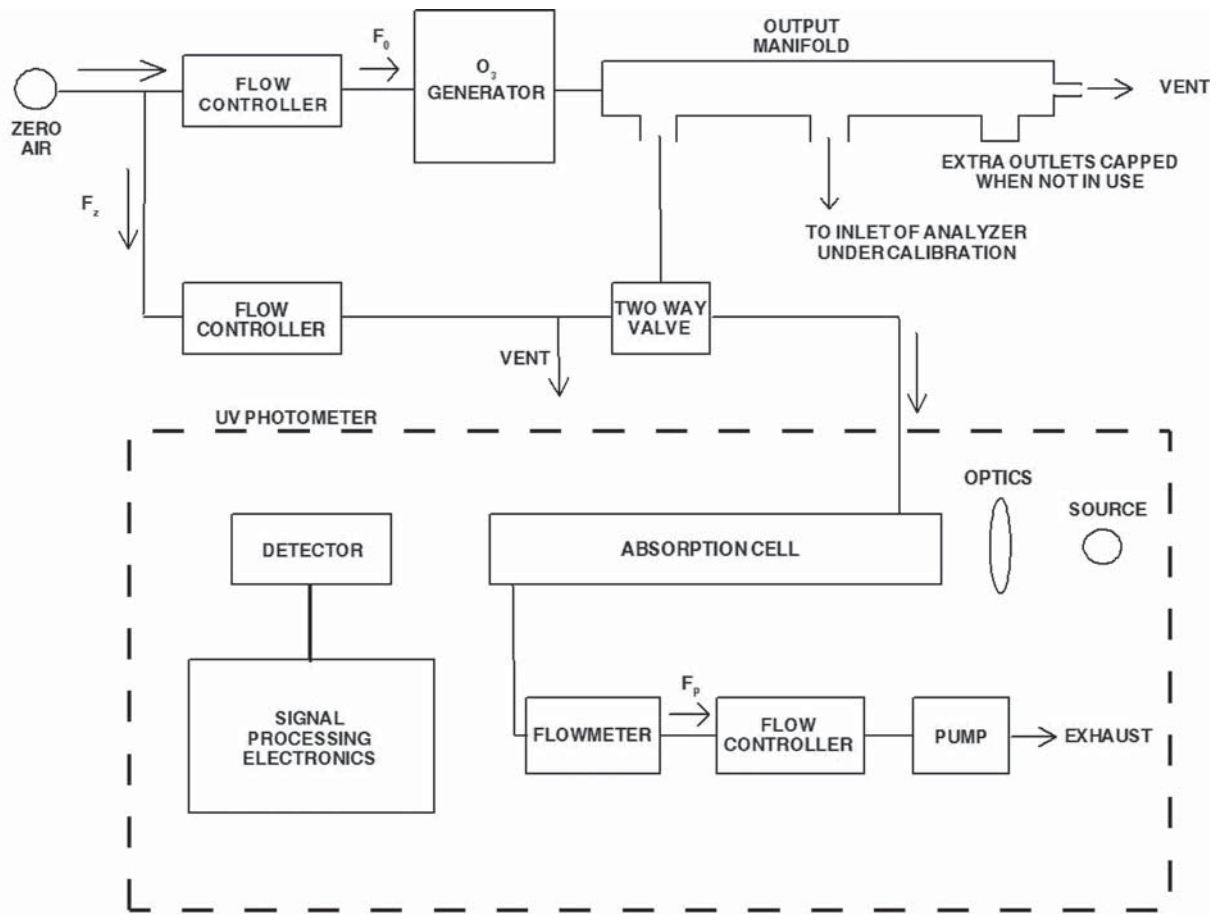 OUTPUT
MANIFOLD
F0
O3
GENERATOR
FLOW
CONTROLLER
VENT
ZERO
AIR
EXTRA OUTLETS CAPPED
WHEN NOT IN USE
Fz
TO INLET OF ANALYZER
UNDER CALIBRATION
FLOW
CONTROLLER
TWO WAY
VALVE
VENT
UV PHOTOMETER
OPTICS
SOURCE
DETECTOR
ABSORPTION CELL
Fp
SIGNAL
PROCESSING
ELECTRONICS
FLOWMETER
FLOW
CONTROLLER
PUMP
EXHAUST